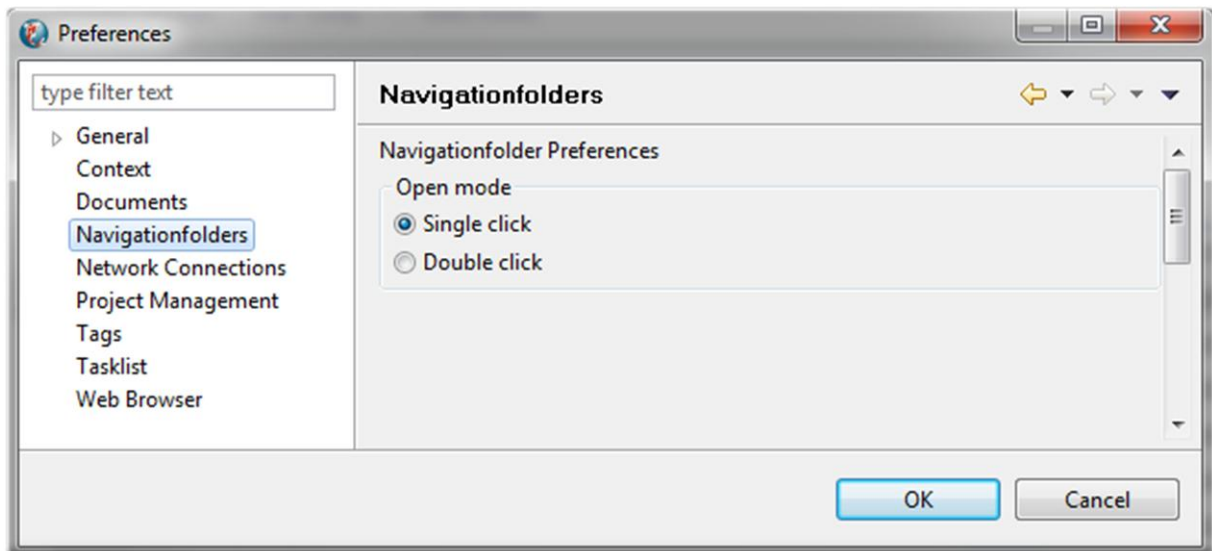 Preferences
type filter text
General
Context
Documents
Navigationfolders
Network Connections
Project Management
Tags
Tasklist
Web Browser
Navigationfolders
Navigationfolder Preferences
Open mode
Single click
Double click
OK
Cancel